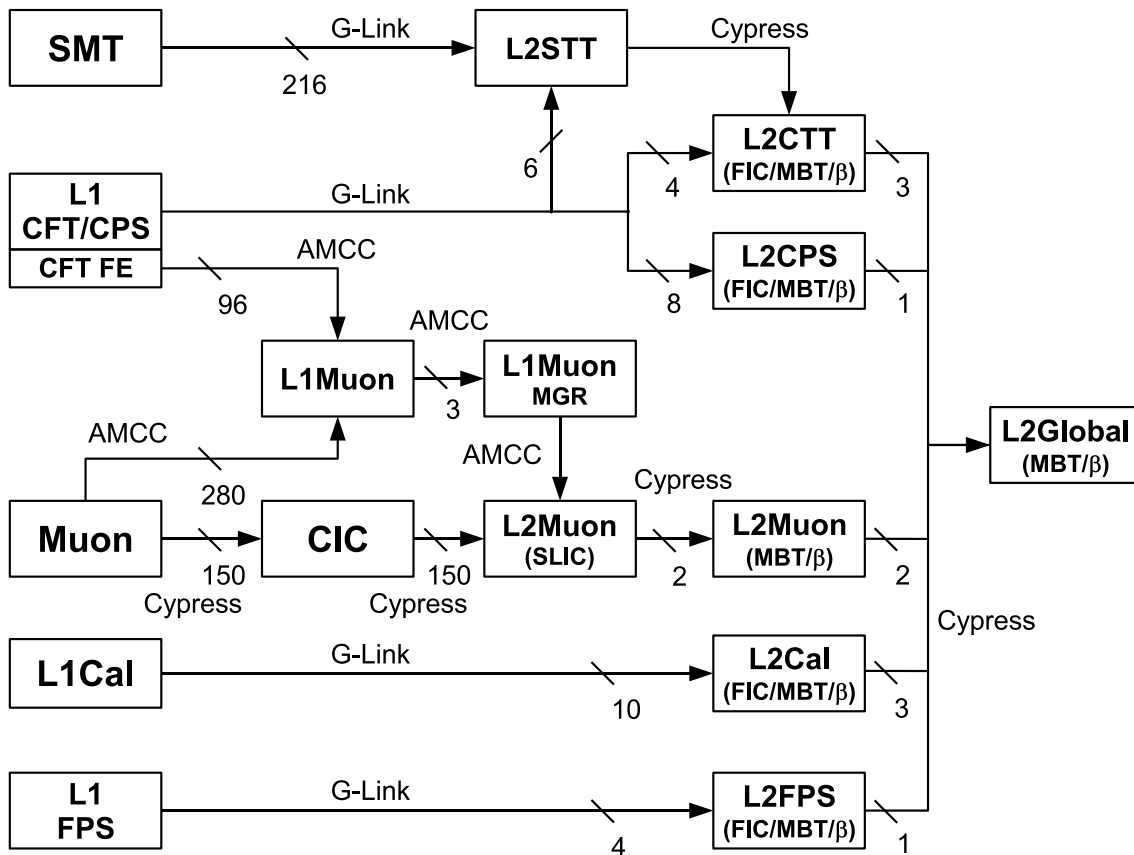 SMT
G-Link
216
L2STT
Cypress
6
L2CTT
(FIC/MBT/β)
4
3
L1
CFT/CPS
CFT FE
G-Link
L2CPS
(FIC/MBT/β)
8
1
AMCC
96
L1Muon
AMCC
3
L1Muon
MGR
AMCC
280
AMCC
L2Global
(MBT/β)
Muon
150
Cypress
CIC
150
Cypress
L2Muon
(SLIC)
Cypress
2
L2Muon
(MBT/β)
2
Cypress
L1Cal
G-Link
10
L2Cal
(FIC/MBT/β)
3
L1
FPS
G-Link
4
L2FPS
(FIC/MBT/β)
1